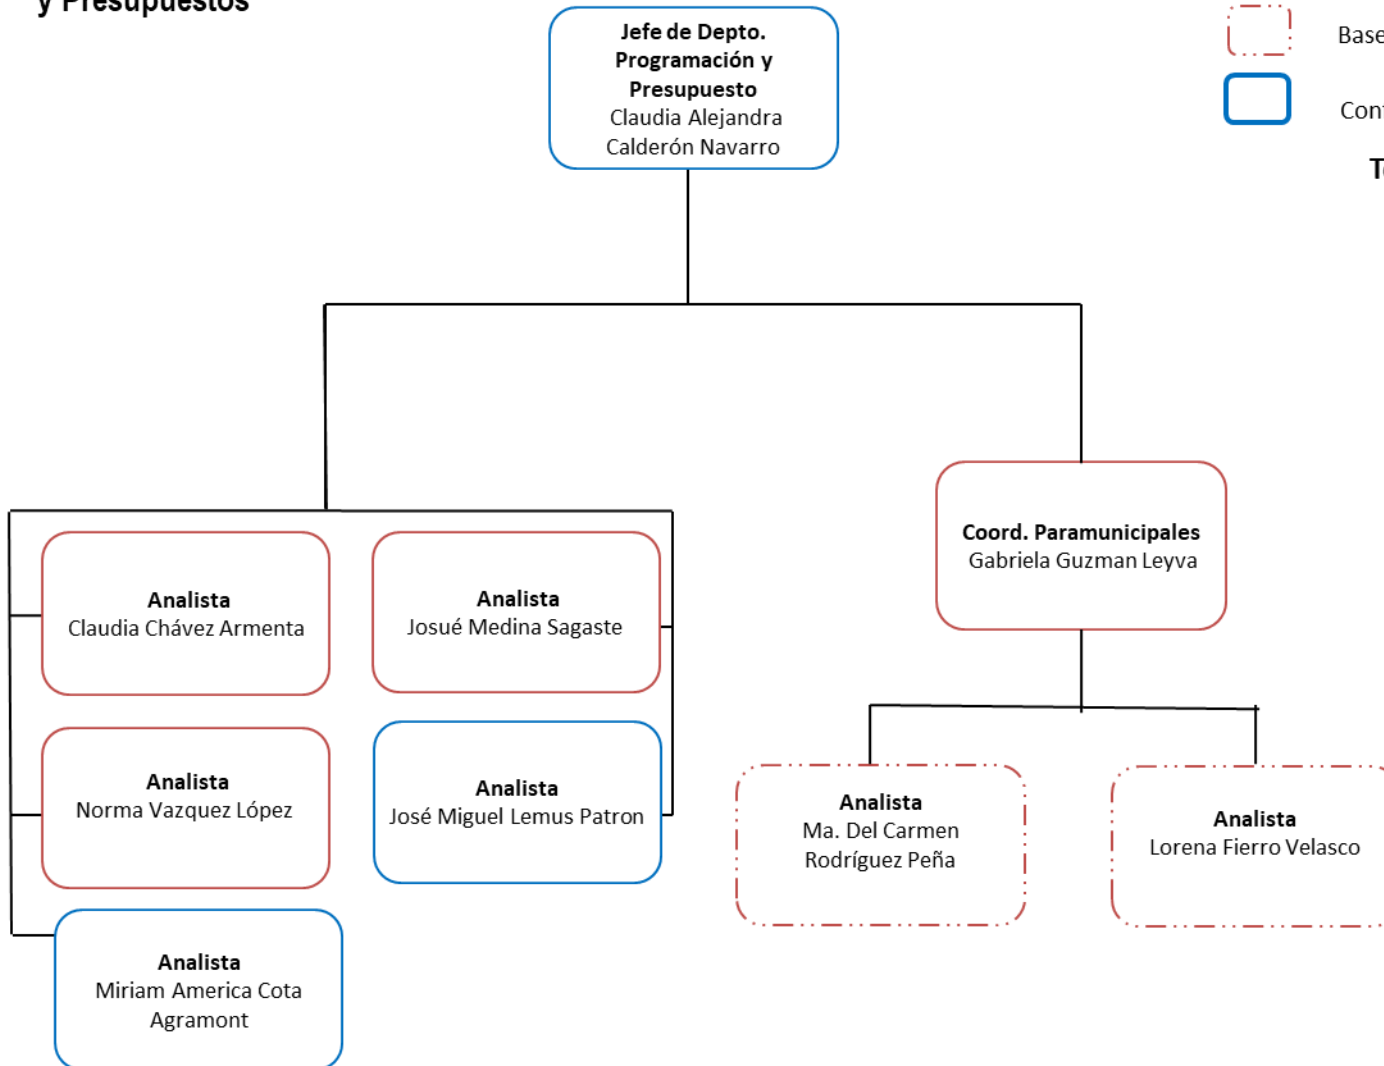 y Presupuestos
Jefe de Depto.
Programación y
Presupuesto
Claudia Alejandra
Calderón Navarro
Base
Coord. Paramunicipales
Gabriela Guzman Leyva
Analista
Claudia Chávez Armenta
Analista
Josué Medina Sagaste
Analista
Norma Vazquez López
Analista
José Miguel Lemus Patron
Analista
Ma. Del Carmen
Rodríguez Peña
Analista
Lorena Fierro Velasco
Analista
Miriam America Cota
Agramont